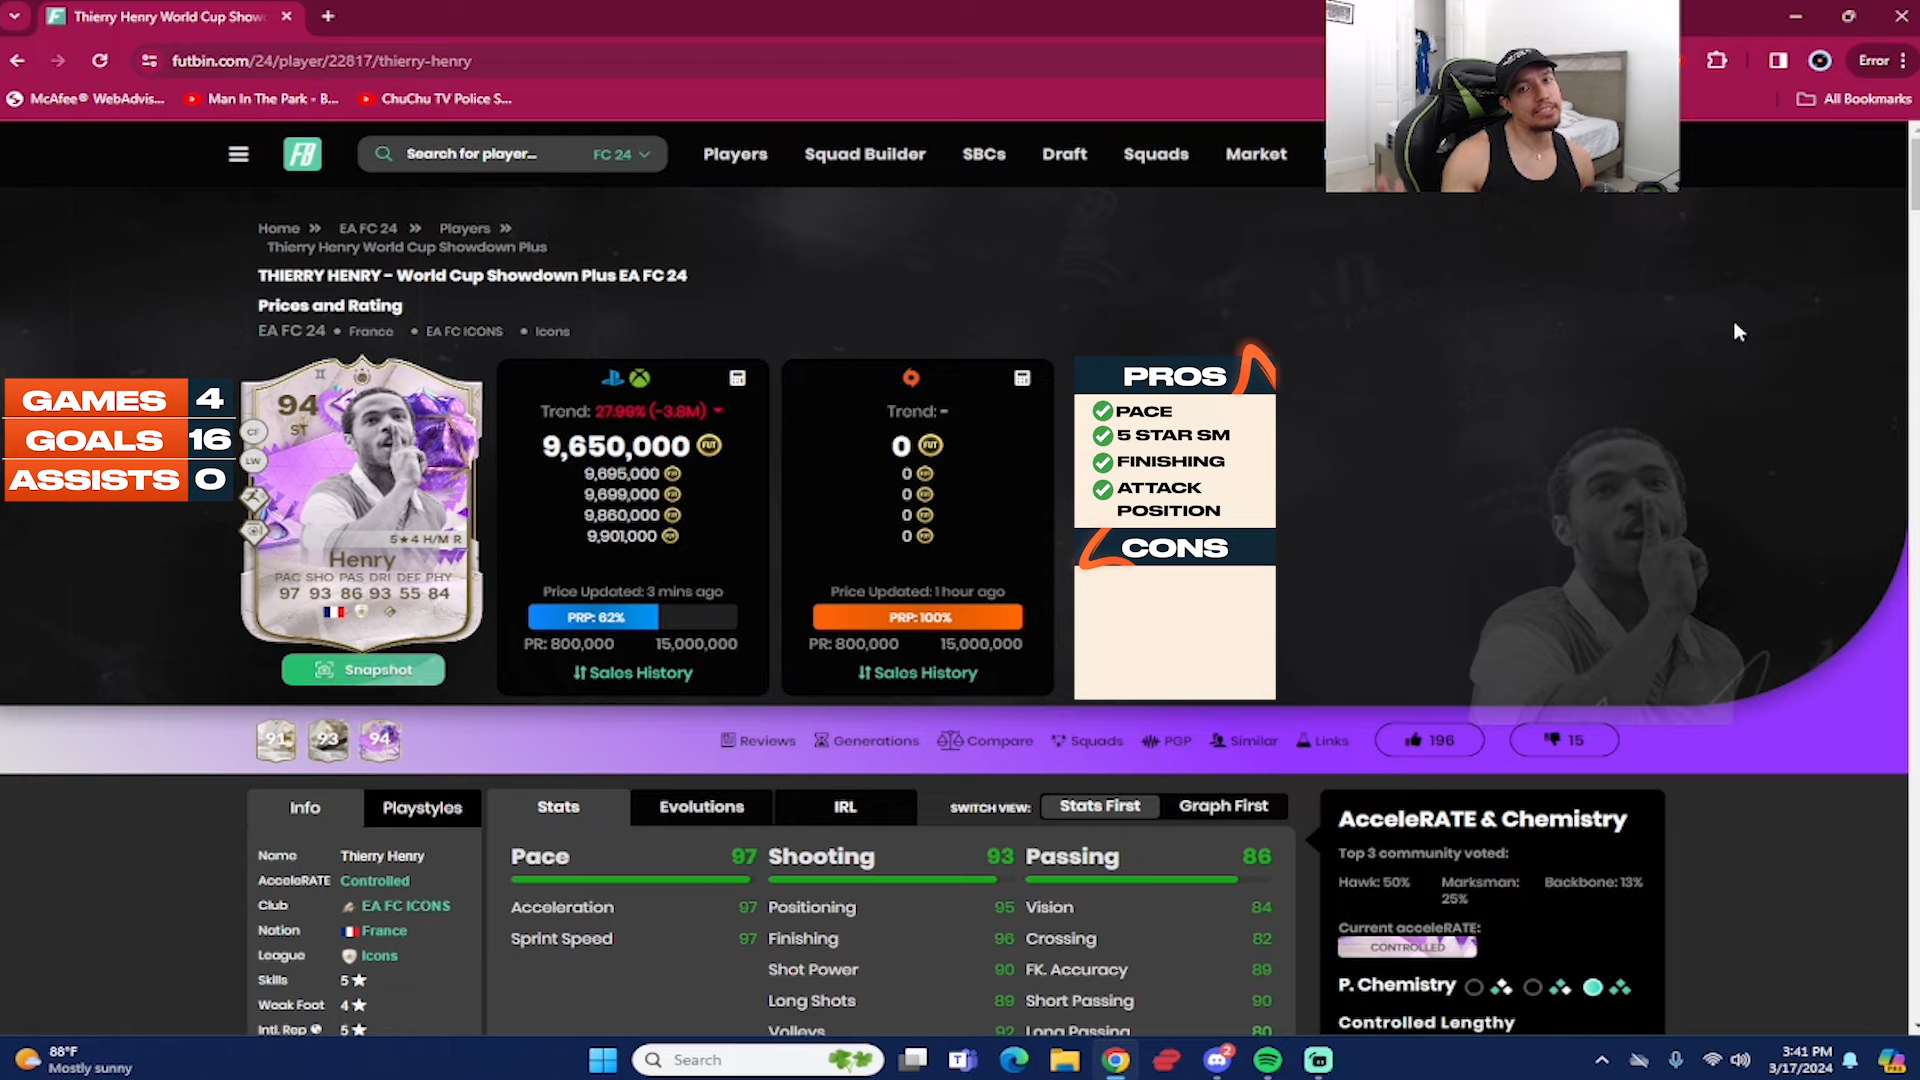 Thierry Henry World Cup Show
futbin.com/24/player/22817/thierry-henry
Error
McAfee® WebAdvis...
Man In The Park - B...
ChuChu TV Police S...
All Bookmarks
Search for player...
FC 24
Players
Squad Builder
SBCs
Draft
Squads
Market
Home » EA FC 24 » Players »
Thierry Henry World Cup Showdown Plus
THIERRY HENRY - World Cup Showdown Plus EA FC 24
Prices and Rating
EA FC 24 • France • EA FC ICONS • Icons
GAMES 4
GOALS 16
ASSISTS 0
94
ST
CF
LW
5★4 H/M R
Henry
PAC SHO PAS DRI DEF PHY
97 93 86 93 55 84
Snapshot
Trend: 27.99% (-3.8M)
9,650,000
9,695,000
9,699,000
9,860,000
9,901,000
Price Updated: 3 mins ago
PRP: 62%
PR: 800,000 15,000,000
Sales History
Trend: -
0
0
0
0
0
Price Updated: 1 hour ago
PRP: 100%
PR: 800,000 15,000,000
Sales History
PROS
PACE
5 STAR SM
FINISHING
ATTACK
POSITION
CONS
91 93 94
Reviews
Generations
Compare
Squads
PGP
Similar
Links
196
15
Info
Playstyles
Stats
Evolutions
IRL
SWITCH VIEW:
Stats First
Graph First
Name Thierry Henry
AcceleRATE Controlled
Club EA FC ICONS
Nation France
League Icons
Skills 5★
Weak Foot 4★
Intl. Rep 5★
Pace 97
Acceleration 97
Sprint Speed 97
Shooting 93
Positioning 95
Finishing 96
Shot Power 90
Long Shots 89
Volleys 92
Passing 86
Vision 84
Crossing 82
FK. Accuracy 89
Short Passing 90
Long Passing 80
AcceleRATE & Chemistry
Top 3 community voted:
Hawk: 50% Marksman: 25% Backbone: 13%
Current acceleRATE:
CONTROLLED
P. Chemistry
Controlled Lengthy
88°F
Mostly sunny
Search
2
3:41 PM
3/17/2024